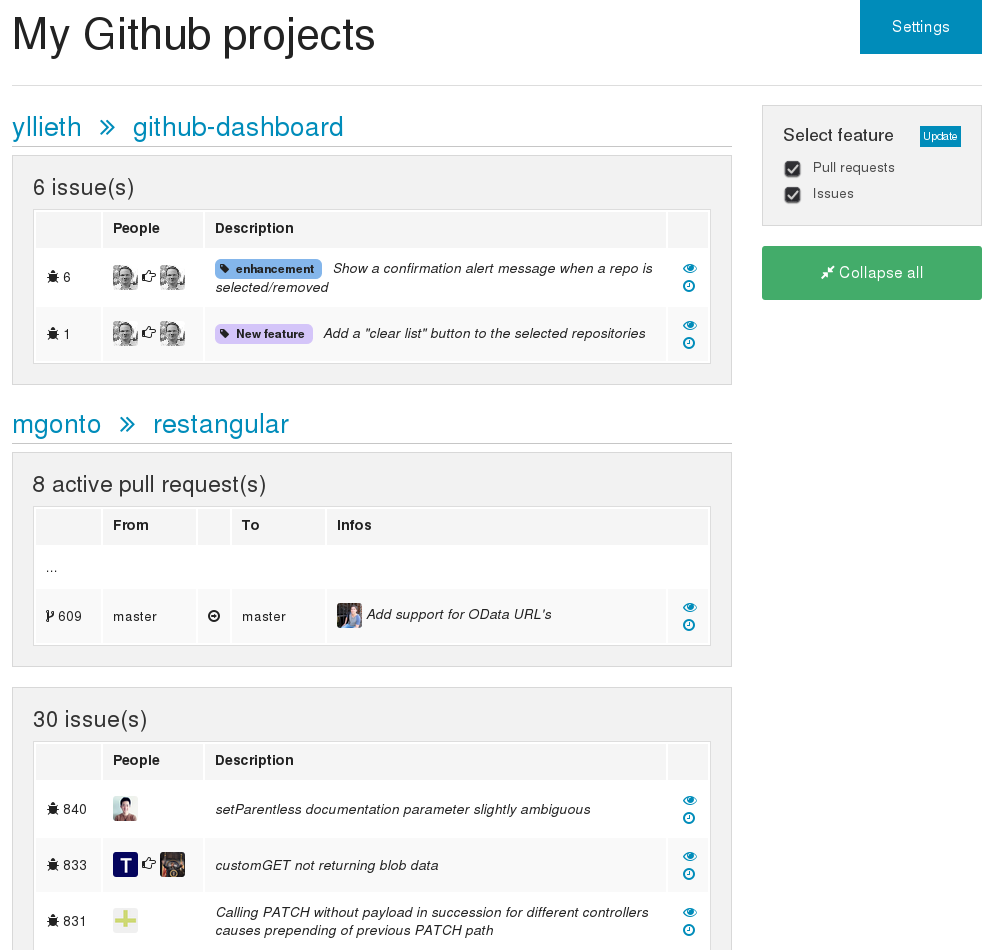 My Github projects
Settings
yllieth » github-dashboard
6 issue(s)
People Description
6 enhancement Show a confirmation alert message when a repo is
selected/removed
1 New feature Add a "clear list" button to the selected repositories
Select feature Update
Pull requests
Issues
Collapse all
mgonto » restangular
8 active pull request(s)
From To Infos
...
609 master master Add support for OData URL's
30 issue(s)
People Description
840 setParentless documentation parameter slightly ambiguous
833 T customGET not returning blob data
831 Calling PATCH without payload in succession for different controllers
causes prepending of previous PATCH path